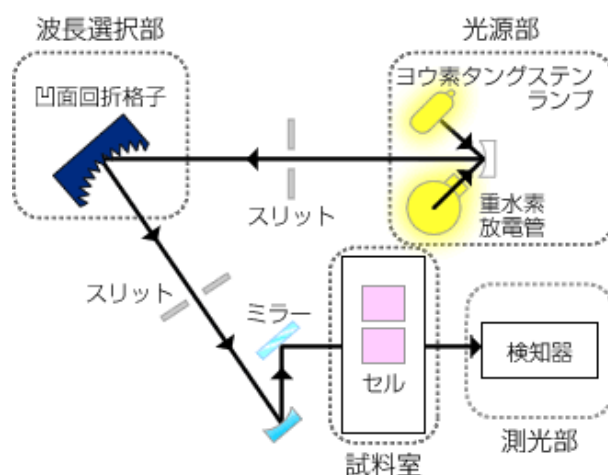 波長選択部
光源部
凹面回折格子
ヨウ素タングステン
ランプ
スリット
重水素
放電管
スリット
ミラー
セル
検知器
測光部
試料室